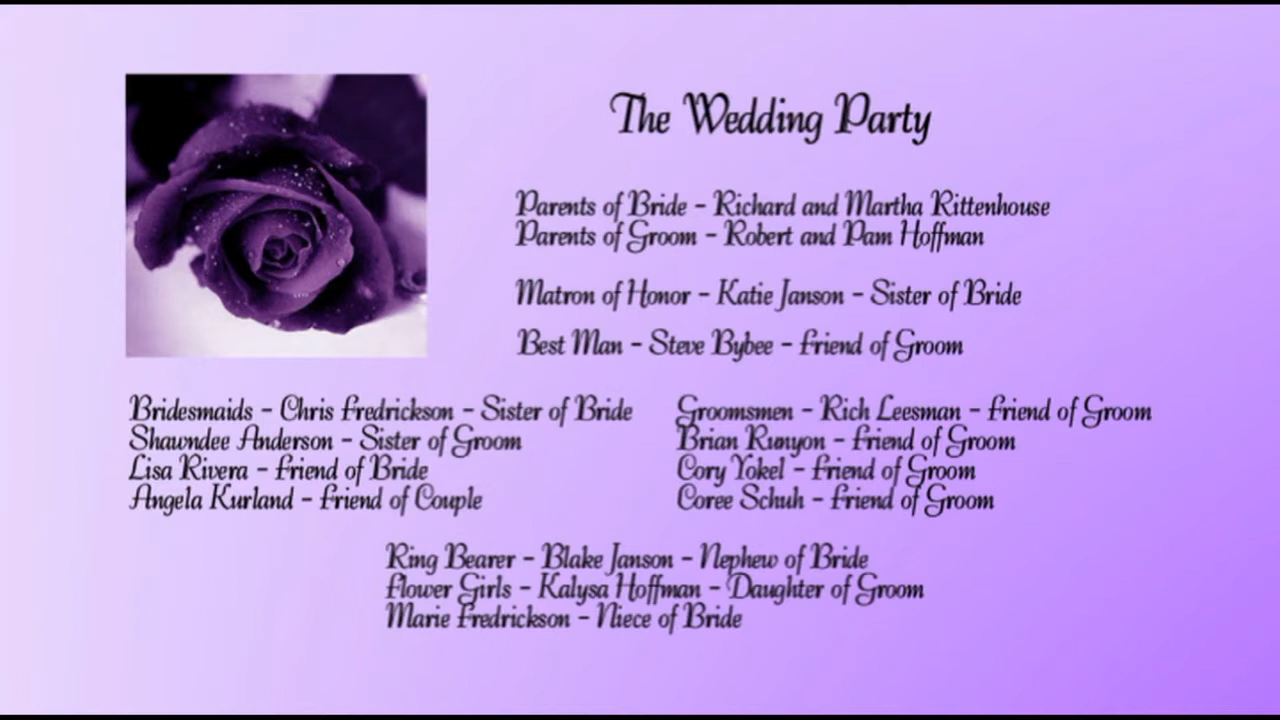 The Wedding Party
Parents of Bride - Richard and Martha Rittenhouse
Parents of Groom - Robert and Pam Hoffman
Matron of Honor - Katie Janson - Sister of Bride
Best Man - Steve Bybee - Friend of Groom
Bridesmaids - Chris Fredrickson - Sister of Bride
Shawndee Anderson - Sister of Groom
Lisa Rivera - Friend of Bride
Angela Kurland - Friend of Couple
Groomsmen - Rich Leesman - Friend of Groom
Brian Runyon - Friend of Groom
Cory Yokel - Friend of Groom
Coree Schuh - Friend of Groom
Ring Bearer - Blake Janson - Nephew of Bride
Flower Girls - Kalysa Hoffman - Daughter of Groom
Marie Fredrickson - Niece of Bride